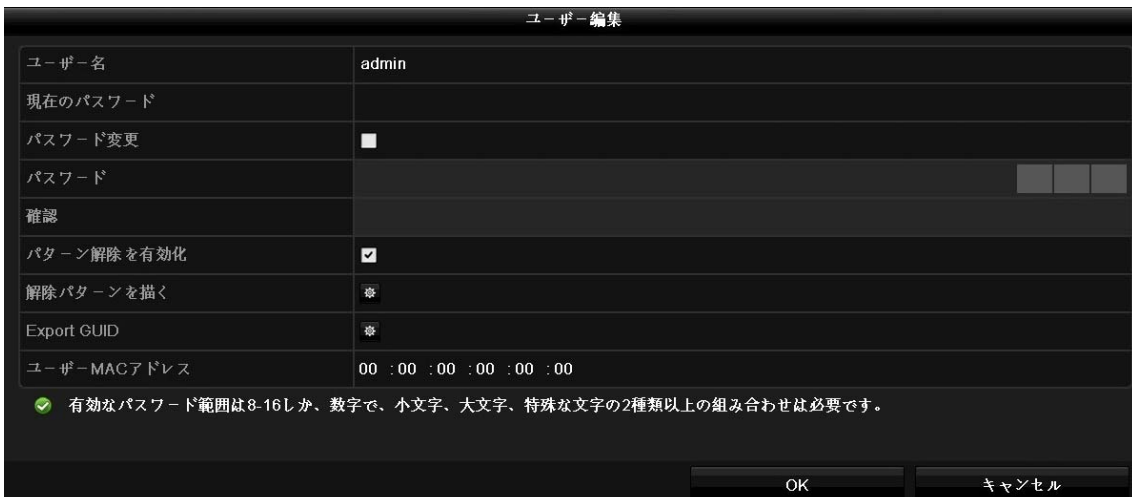 ユーザー編集
ユーザー名 admin
現在のパスワード
パスワード変更
パスワード
確認
パターン解除を有効化
解除パターンを描く
Export GUID
ユーザーMACアドレス 00 :00 :00 :00 :00 :00
有効なパスワード範囲は8-16しか、数字で、小文字、大文字、特殊な文字の2種類以上の組み合わせは必要です。
OK キャンセル